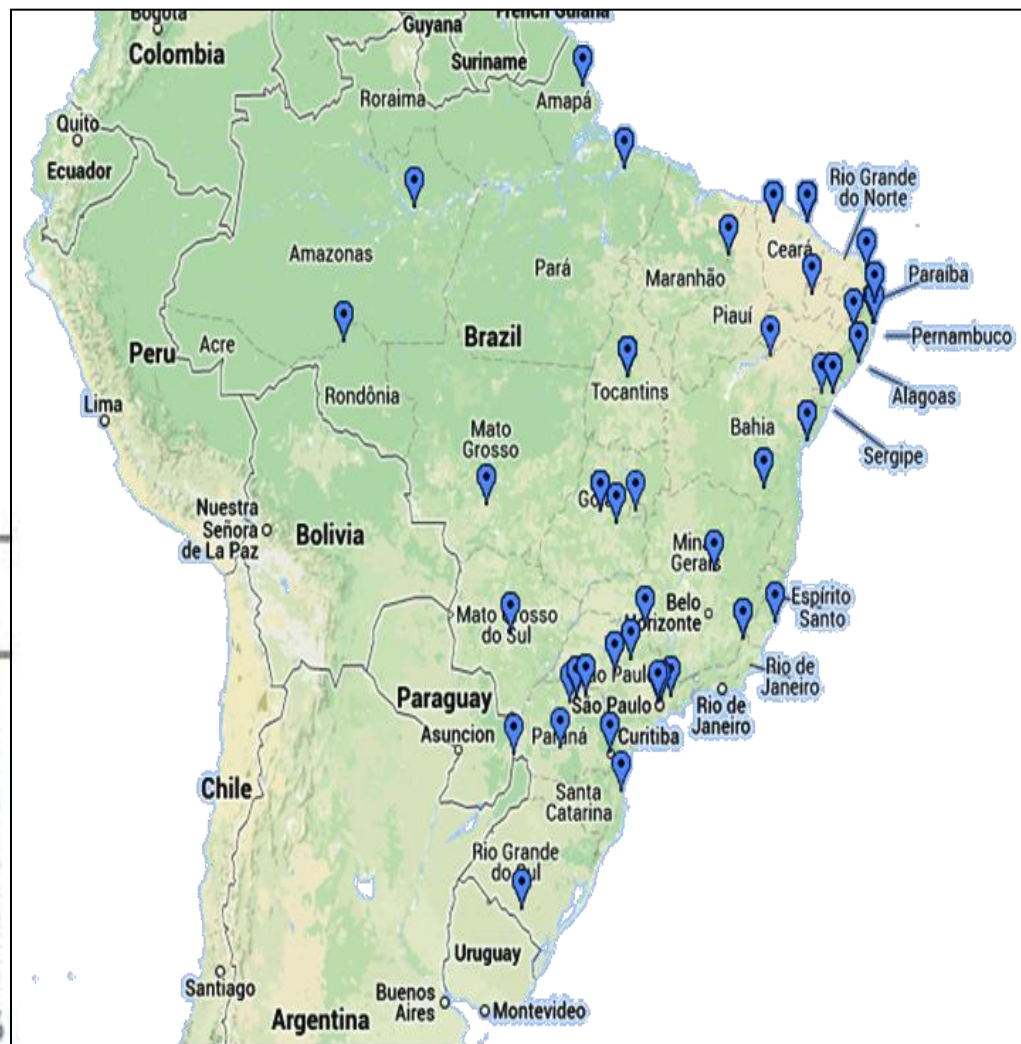 Bogota
Colombia
Guyana
French Guiana
Suriname
Roraima
Amapá
Quito
Ecuador
Rio Grande
do Norte
Amazonas
Pará
Maranhão
Ceará
Paraíba
Piauí
Brazil
Peru
Acre
Pernambuco
Rondônia
Tocantins
Alagoas
Lima
Mato
Grosso
Bahia
Sergipe
Nuestra
Señora
de La Paz
Bolivia
Minas
Gerais
Belo
Horizonte
Espírito
Santo
Mato Grosso
do Sul
Rio de
Janeiro
São Paulo
São Paulo
Rio de
Janeiro
Paraguay
Asuncion
Paraná
Curitiba
Chile
Santa
Catarina
Rio Grande
do Sul
Uruguay
Santiago
Buenos
Aires
Montevideo
Argentina